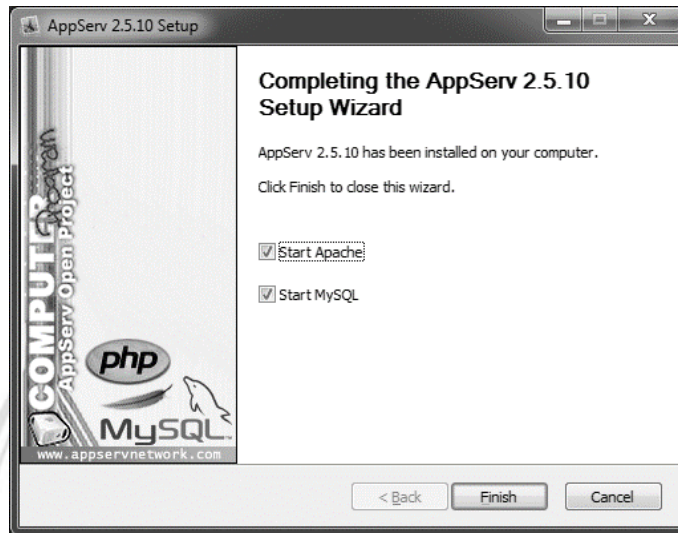 AppServ 2.5.10 Setup
Completing the AppServ 2.5.10
Setup Wizard
AppServ 2.5.10 has been installed on your computer.
Click Finish to close this wizard.
Start Apache
Start MySQL
COMPUTER
Program
AppServ Open Project
php
MySQL
www.appservnetwork.com
< Back
Finish
Cancel